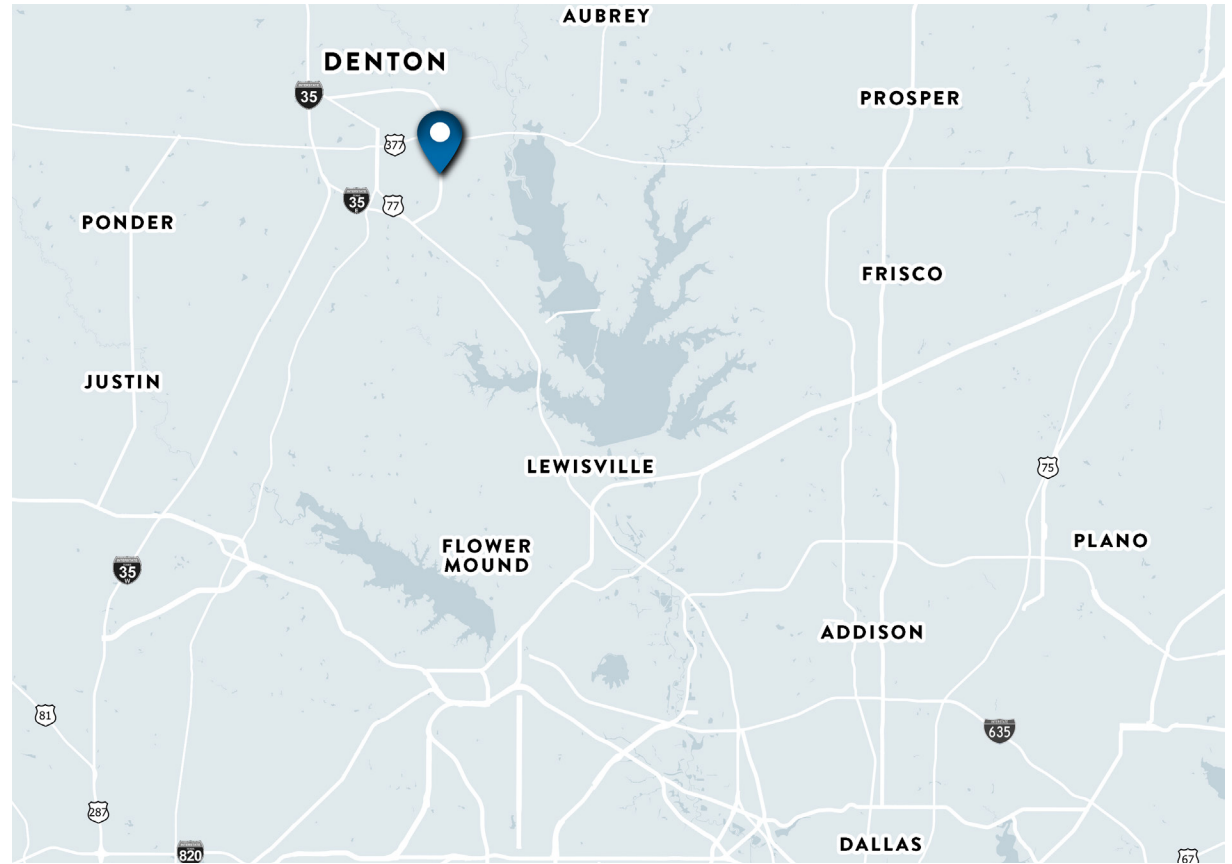 AUBREY
DENTON
35
PROSPER
377
35
77
PONDER
FRISCO
JUSTIN
LEWISVILLE
75
FLOWER
MOUND
PLANO
35
W
ADDISON
81
635
287
DALLAS
820
67